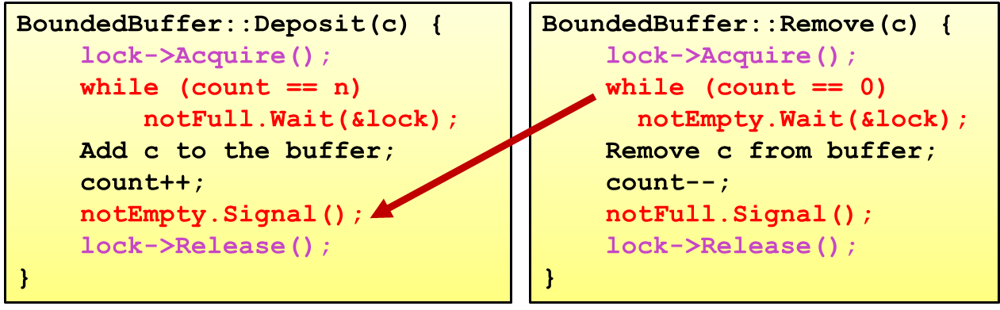 BoundedBuffer::Deposit(c) {
lock->Acquire();
while (count == n)
notFull.Wait(&lock);
Add c to the buffer;
count++;
notEmpty.Signal();
lock->Release();
}
BoundedBuffer::Remove(c) {
lock->Acquire();
while (count == 0)
notEmpty.Wait(&lock);
Remove c from buffer;
count--;
notFull.Signal();
lock->Release();
}